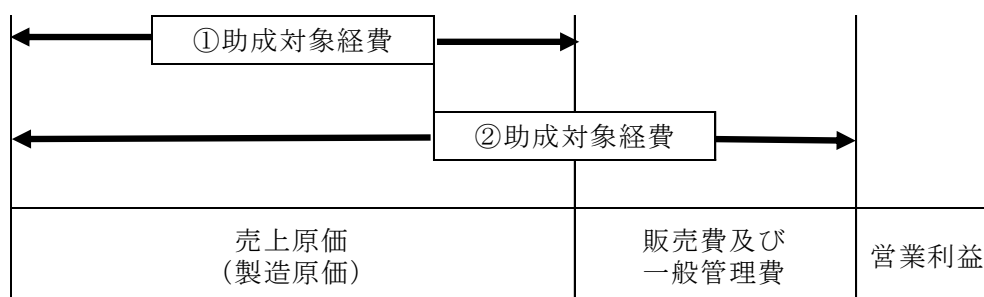 ①助成対象経費
②助成対象経費
売上原価
(製造原価)
販売費及び
一般管理費
営業利益